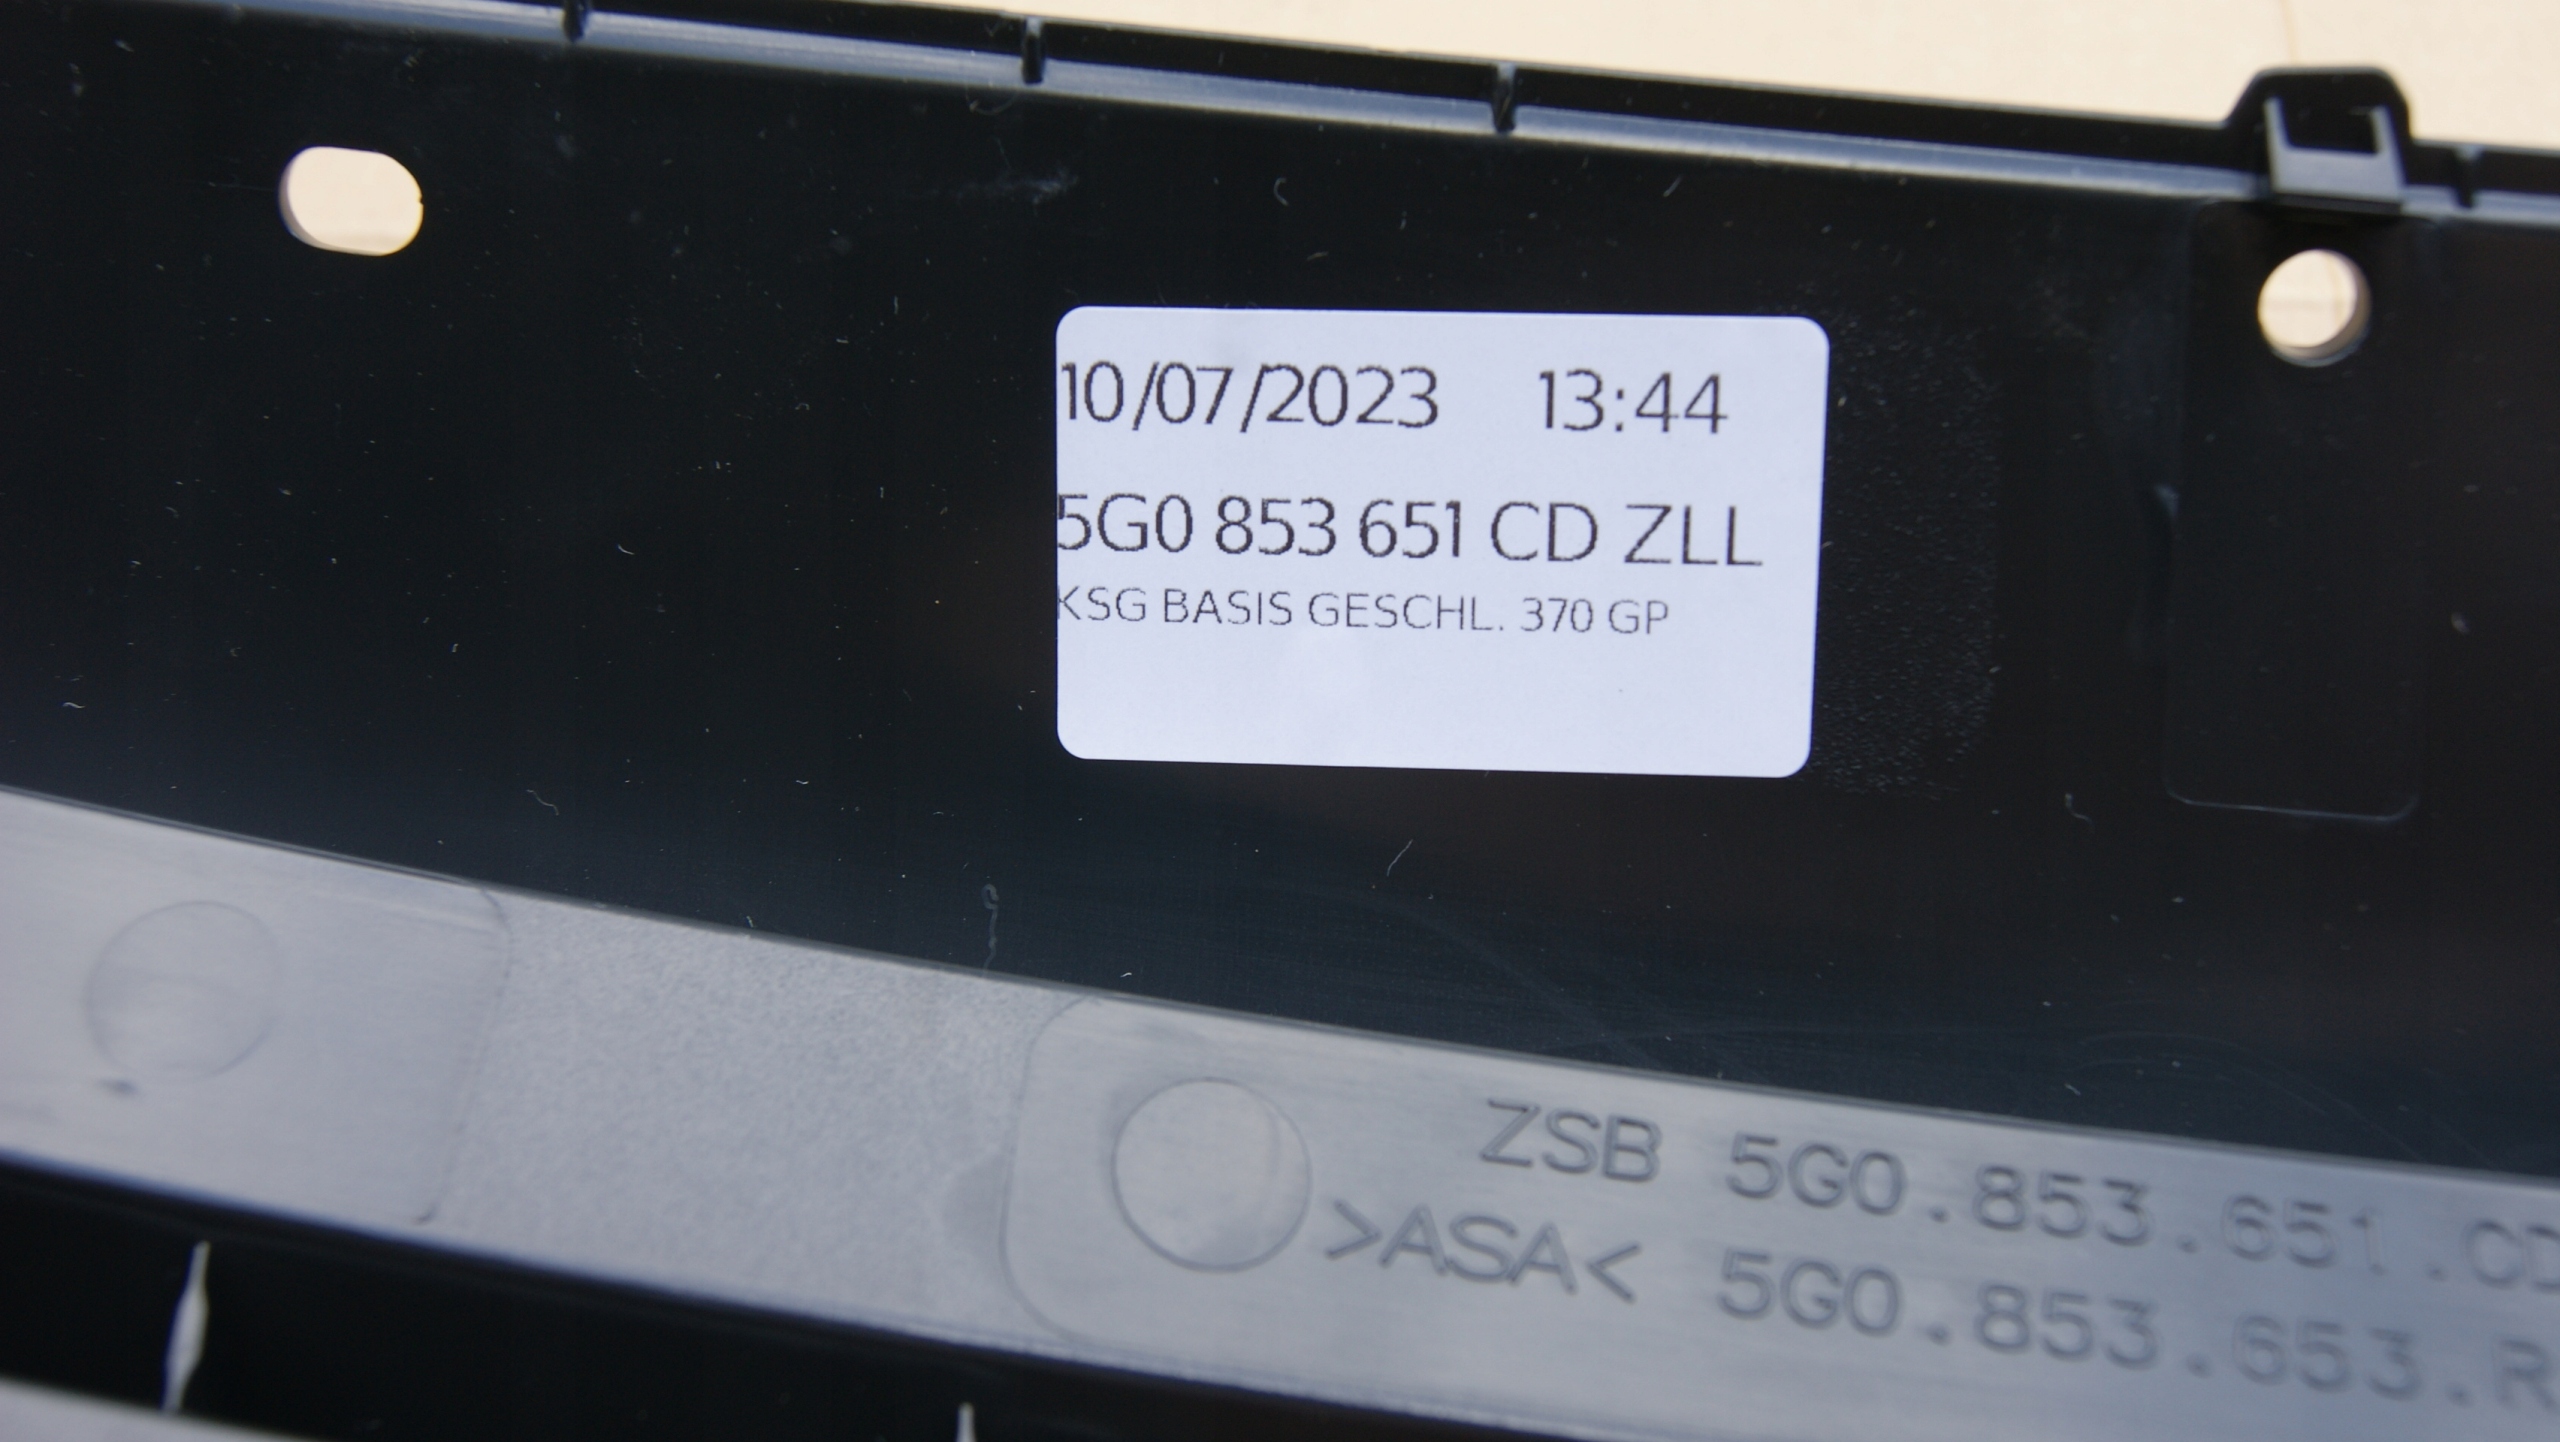 10/07/2023 13:44
5G0 853 651 CD ZLL
KSG BASIS GESCHL. 370 GP
ZSB 5G0.853.651.CD
>ASA< 5G0.853.653.R